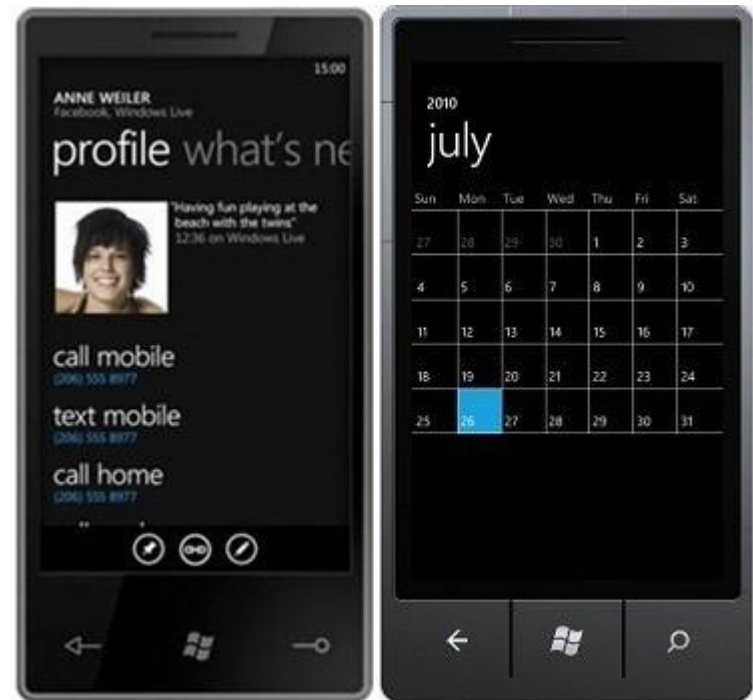 15:00
ANNE WEILER
Facebook, Windows Live
profile what's ne
"Having fun playing at the
beach with the twins"
12:36 on Windows Live
call mobile
(206) 555 8977
text mobile
(206) 555 8977
call home
(206) 555 8977
2010
july
Sun Mon Tue Wed Thu Fri Sat
27 28 29 30 1 2 3
4 5 6 7 8 9 10
11 12 13 14 15 16 17
18 19 20 21 22 23 24
25 26 27 28 29 30 31